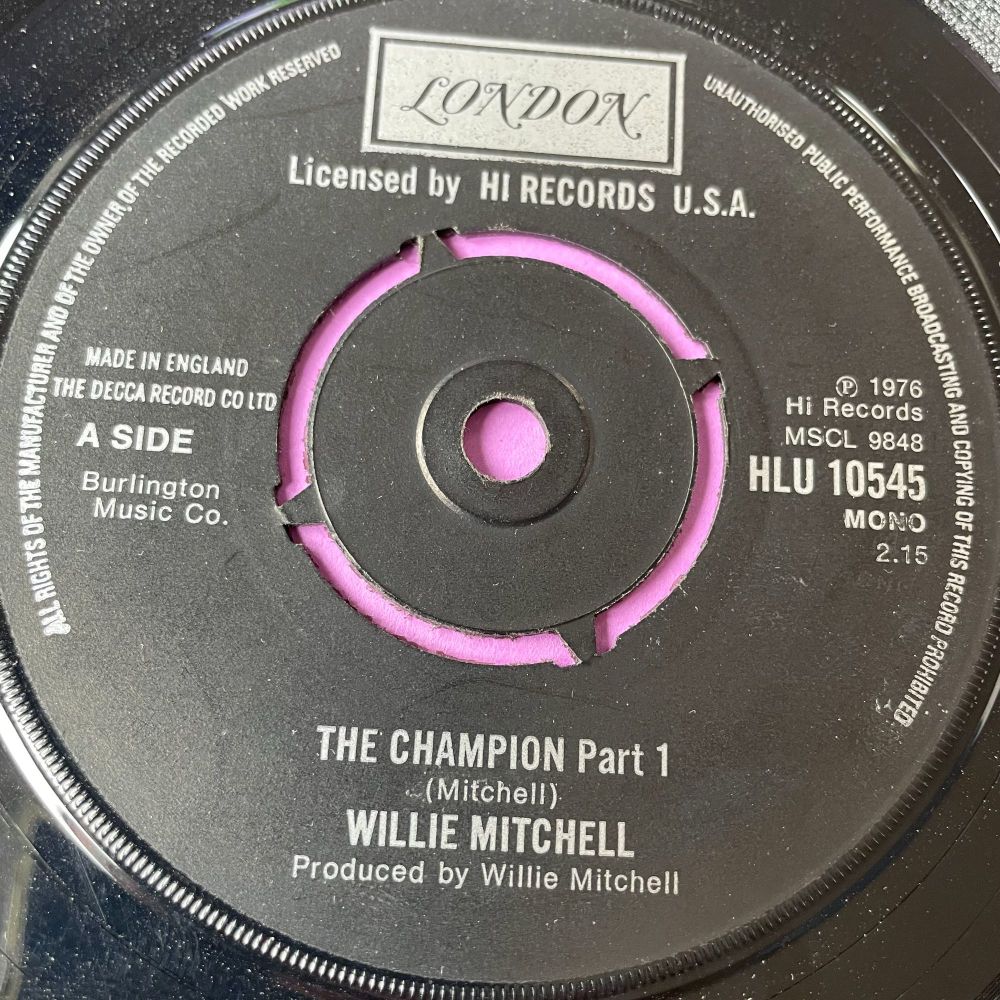 LONDON
Licensed by HI RECORDS U.S.A.
ALL RIGHTS OF THE MANUFACTURER AND OF THE OWNER OF THE RECORDED WORK RESERVED
UNAUTHORISED PUBLIC PERFORMANCE BROADCASTING AND COPYING OF THIS RECORD PROHIBITED
MADE IN ENGLAND
THE DECCA RECORD CO LTD
A SIDE
Burlington
Music Co.
℗ 1976
Hi Records
MSCL 9848
HLU 10545
MONO
2.15
THE CHAMPION Part 1
(Mitchell)
WILLIE MITCHELL
Produced by Willie Mitchell